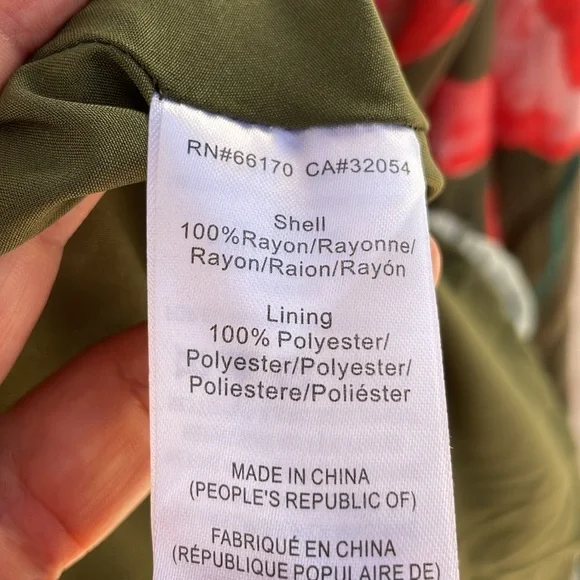 RN#66170 CA#32054
Shell
100%Rayon/Rayonne/
Rayon/Raion/Rayón
Lining
100% Polyester/
Polyester/Polyester/
Poliestere/Poliéster
MADE IN CHINA
(PEOPLE'S REPUBLIC OF)
FABRIQUÉ EN CHINA
(RÉPUBLIQUE POPULAIRE DE)